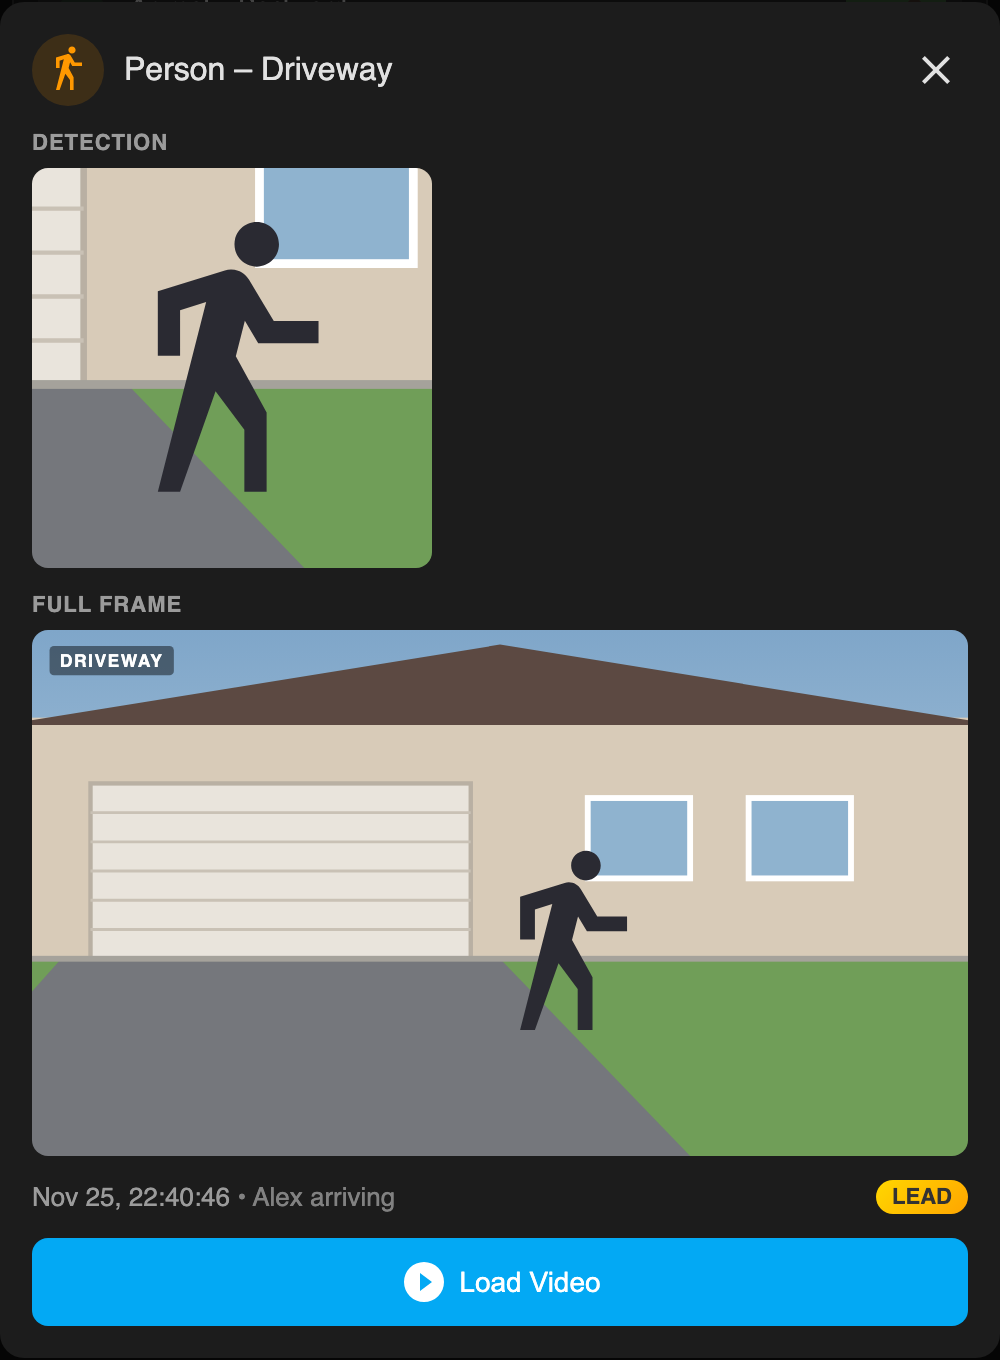 Person – Driveway
DETECTION
FULL FRAME
DRIVEWAY
Nov 25, 22:40:46 • Alex arriving
LEAD
Load Video